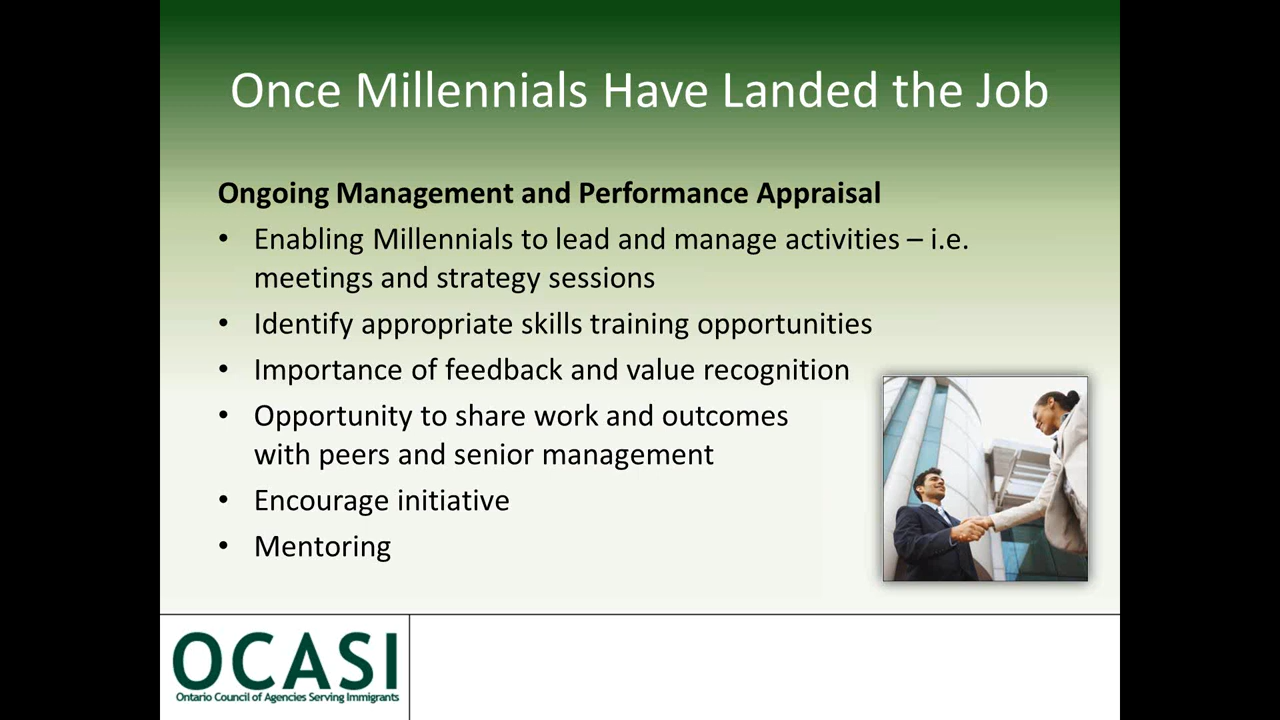 Once Millennials Have Landed the Job
Ongoing Management and Performance Appraisal
• Enabling Millennials to lead and manage activities – i.e.
meetings and strategy sessions
• Identify appropriate skills training opportunities
• Importance of feedback and value recognition
• Opportunity to share work and outcomes
with peers and senior management
• Encourage initiative
• Mentoring
OCASI
Ontario Council of Agencies Serving Immigrants